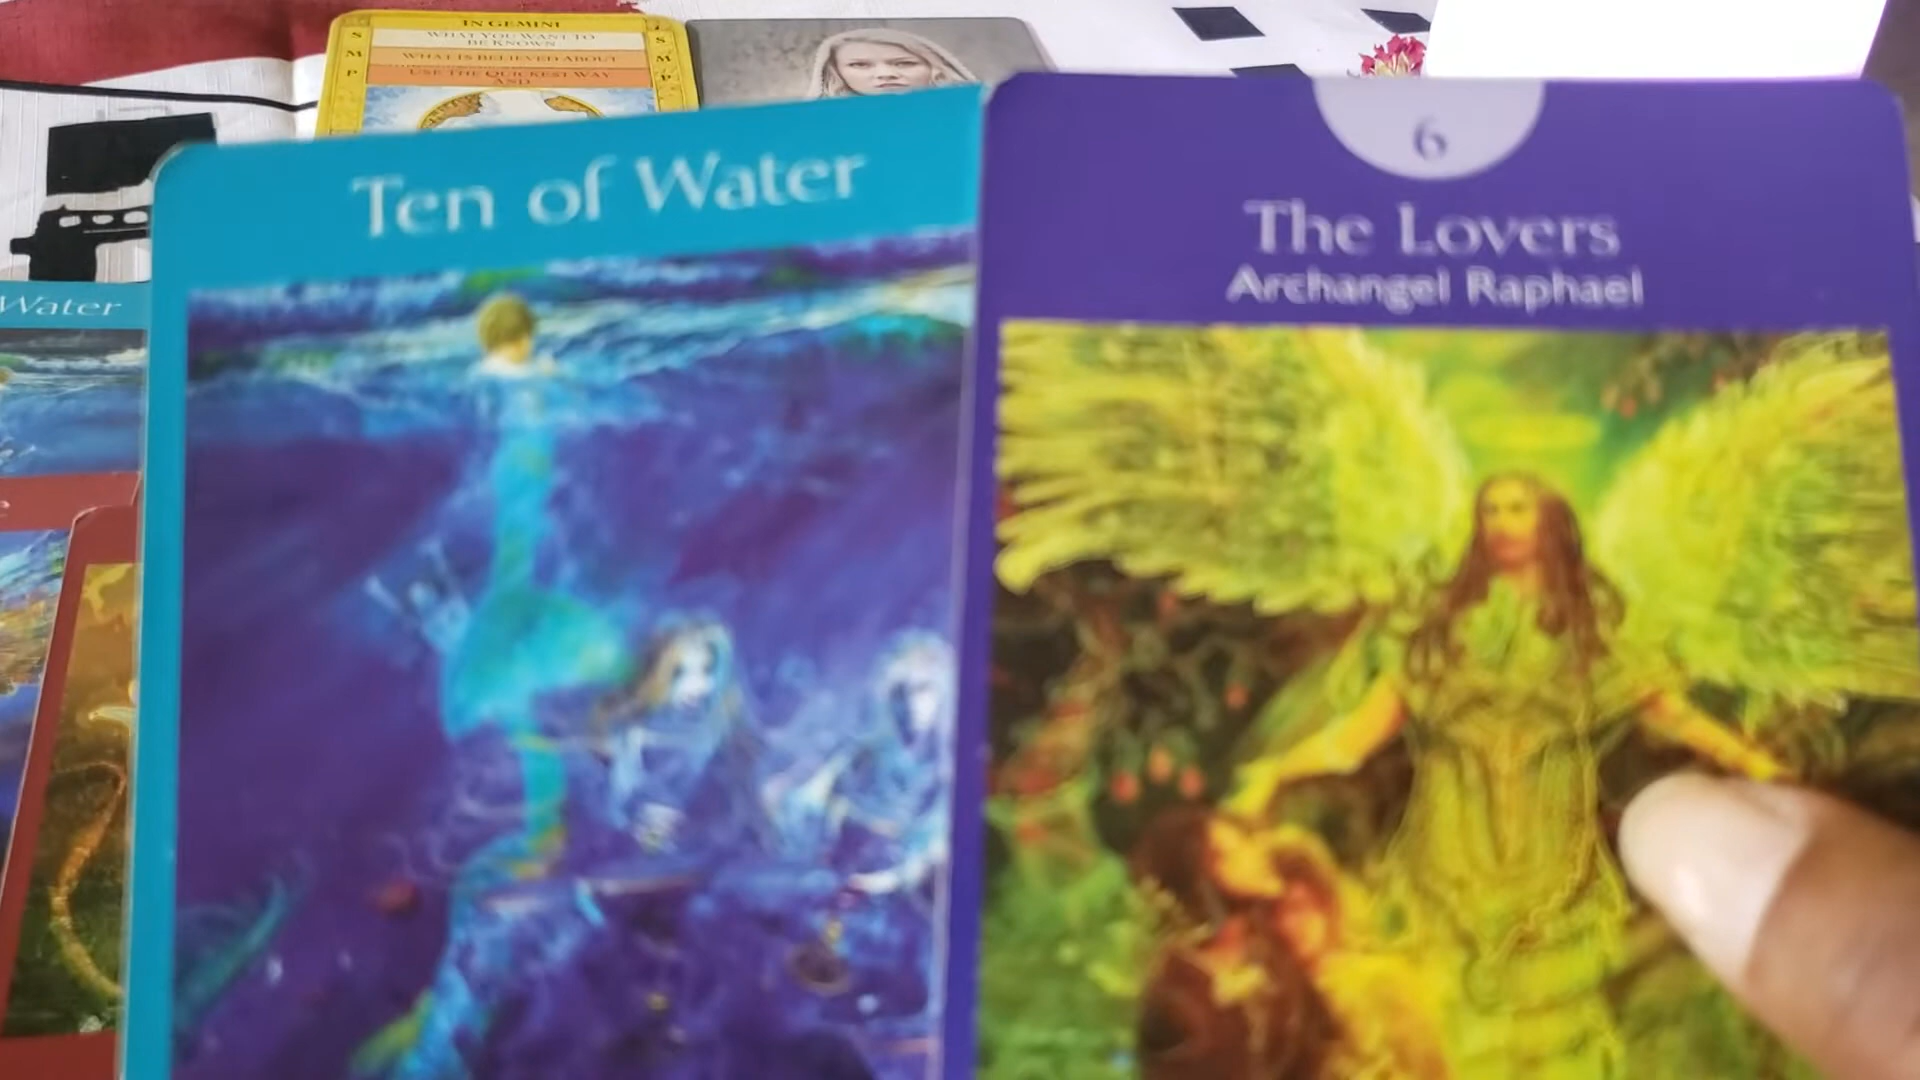 IN GEMINI
WHAT YOU WANT TO
BE KNOWN
WHAT IS BELIEVED ABOUT
USE THE QUICKEST WAY
AND
S
M
P
S
M
P
Ten of Water
6
The Lovers
Archangel Raphael
Water